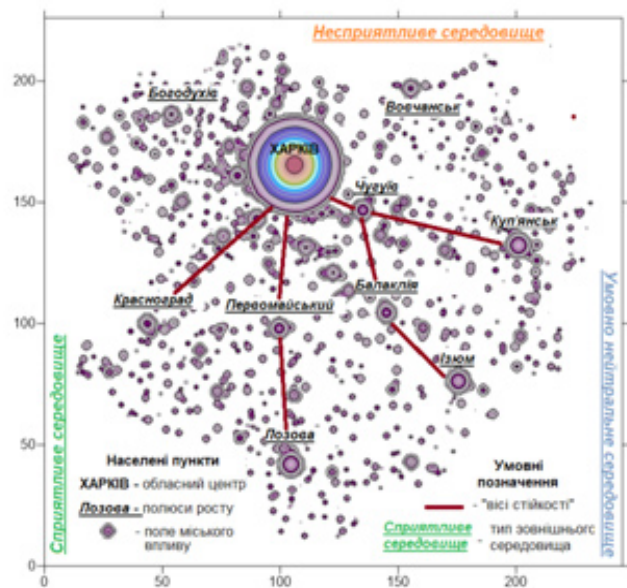 Несприятливе середовище
200
Богодухів
Вовчанськ
ХАРКІВ
150
Чугуїв
Куп'янськ
Красноград
Первомайський
Балаклія
100
Ізюм
Умовно нейтральне середовище
Сприятливе середовище
50
Лозова
Населені пункти
ХАРКІВ - обласний центр
Лозова - полюси росту
- поле міського
впливу
Умовні
позначення
- "вісі стійкості"
Сприятливе - тип зовнішнього
середовище середовища
0
0 50 100 150 200